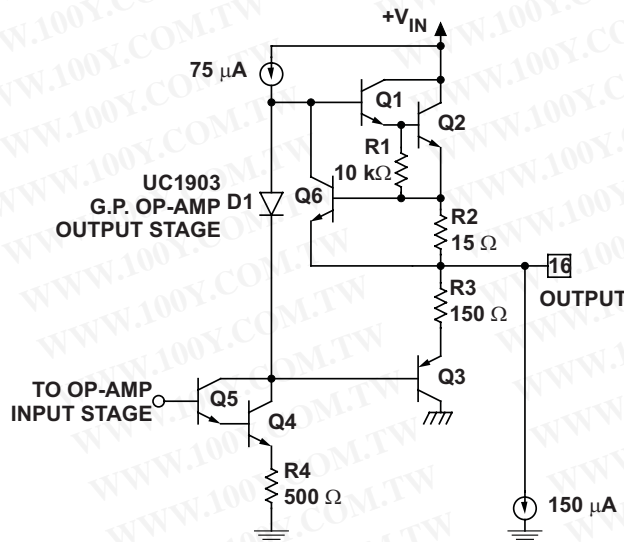 +VIN
75 µA
Q1
Q2
R1
10 kΩ
Q6
UC1903
G.P. OP-AMP
OUTPUT STAGE
D1
R2
15 Ω
16
OUTPUT
R3
150 Ω
Q3
TO OP-AMP
INPUT STAGE
Q5
Q4
R4
500 Ω
150 µA
WWW.100Y.COM.TW